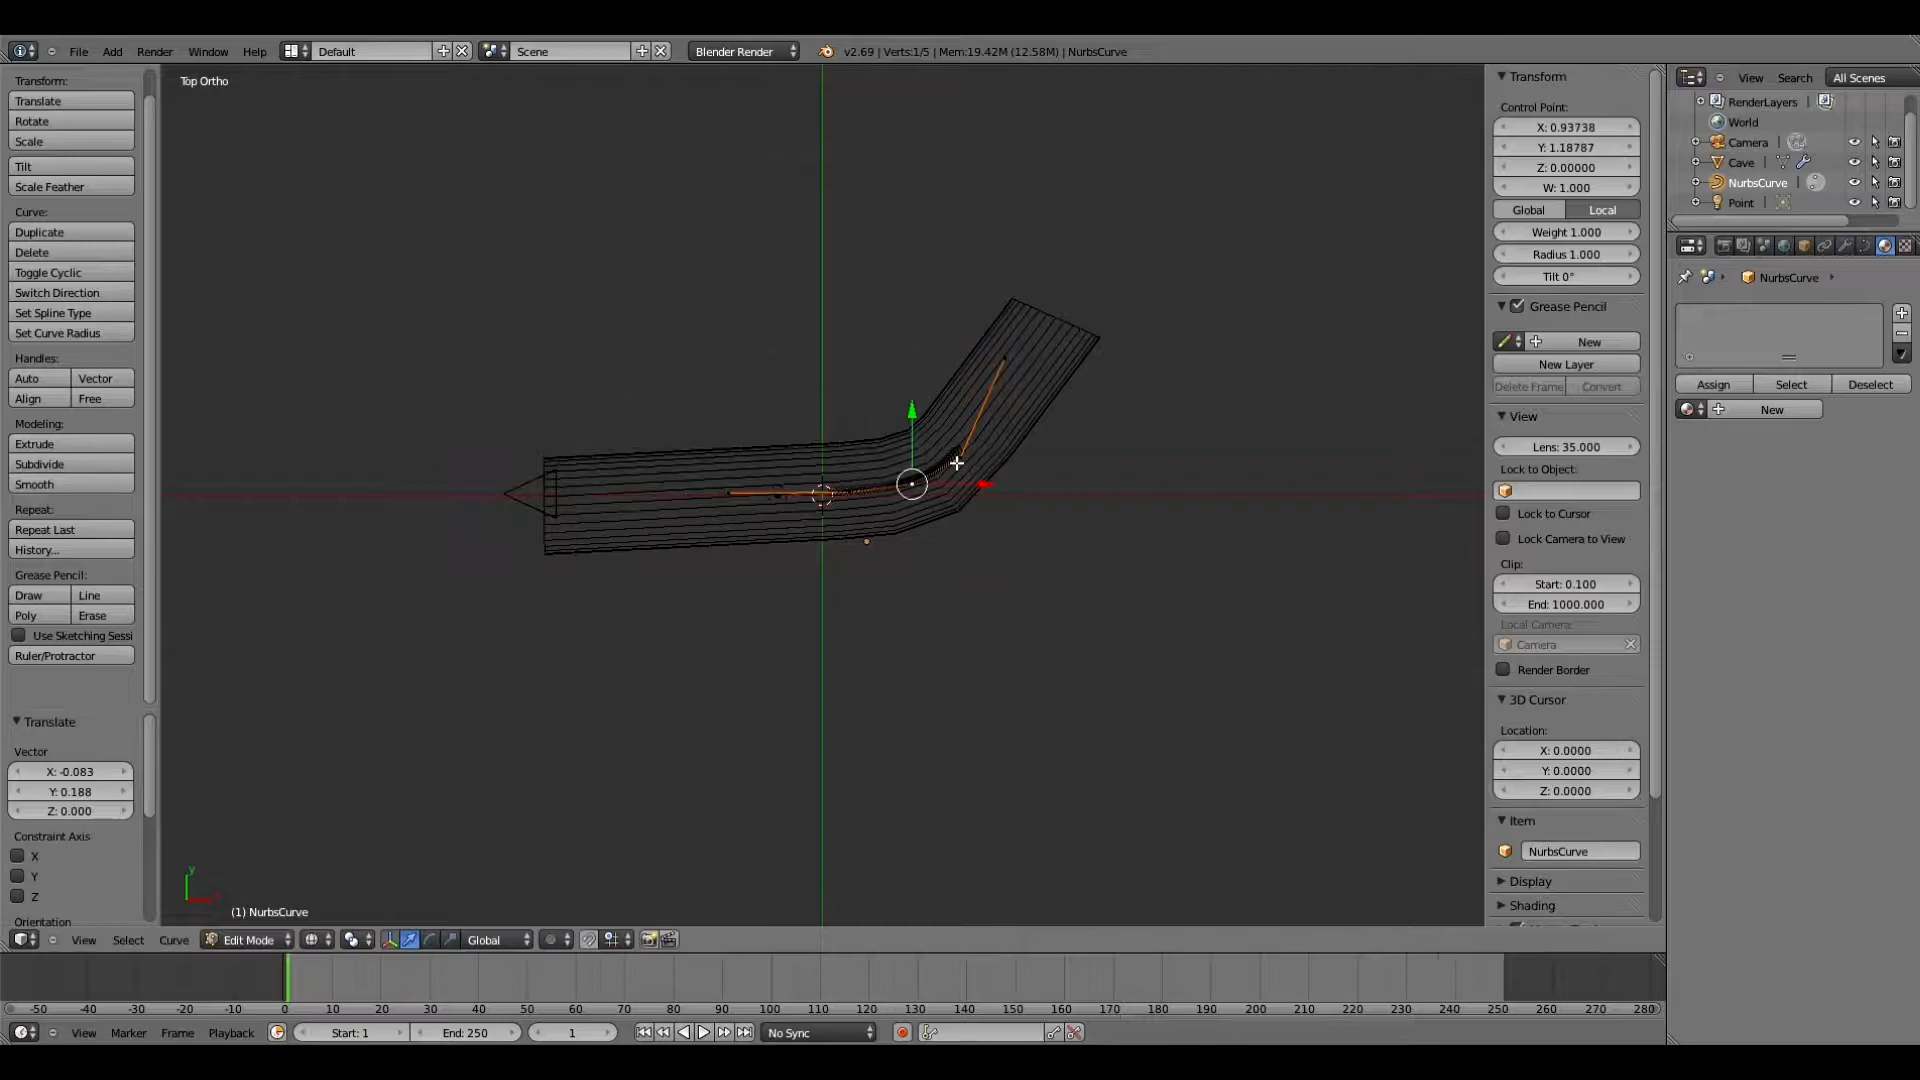 File Add Render Window Help Default Scene Blender Render v2.69 | Verts:1/5 | Mem:19.42M (12.58M) | NurbsCurve
Transform:
Translate
Rotate
Scale
Tilt
Scale Feather
Curve:
Duplicate
Delete
Toggle Cyclic
Switch Direction
Set Spline Type
Set Curve Radius
Handles:
Auto Vector
Align Free
Modeling:
Extrude
Subdivide
Smooth
Repeat:
Repeat Last
History...
Grease Pencil:
Draw Line
Poly Erase
Use Sketching Sessi
Ruler/Protractor
Translate
Vector
X: -0.083
Y: 0.188
Z: 0.000
Constraint Axis
X
Y
Z
Orientation
Top Ortho
y
(1) NurbsCurve
Transform
Control Point:
X: 0.93738
Y: 1.18787
Z: 0.00000
W: 1.000
Global Local
Weight 1.000
Radius 1.000
Tilt 0°
Grease Pencil
New
New Layer
Delete Frame Convert
View
Lens: 35.000
Lock to Object:
Lock to Cursor
Lock Camera to View
Clip:
Start: 0.100
End: 1000.000
Local Camera:
Camera
Render Border
3D Cursor
Location:
X: 0.0000
Y: 0.0000
Z: 0.0000
Item
NurbsCurve
Display
Shading
View Search All Scenes
RenderLayers
World
Camera
Cave
NurbsCurve
Point
NurbsCurve
Assign Select Deselect
New
View Select Curve Edit Mode Global
-50 -40 -30 -20 -10 0 10 20 30 40 50 60 70 80 90 100 110 120 130 140 150 160 170 180 190 200 210 220 230 240 250 260 270 280
View Marker Frame Playback Start: 1 End: 250 1 No Sync